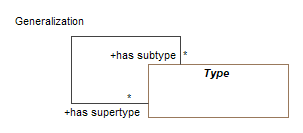 Generalization
+has subtype *
Type
*
+has supertype